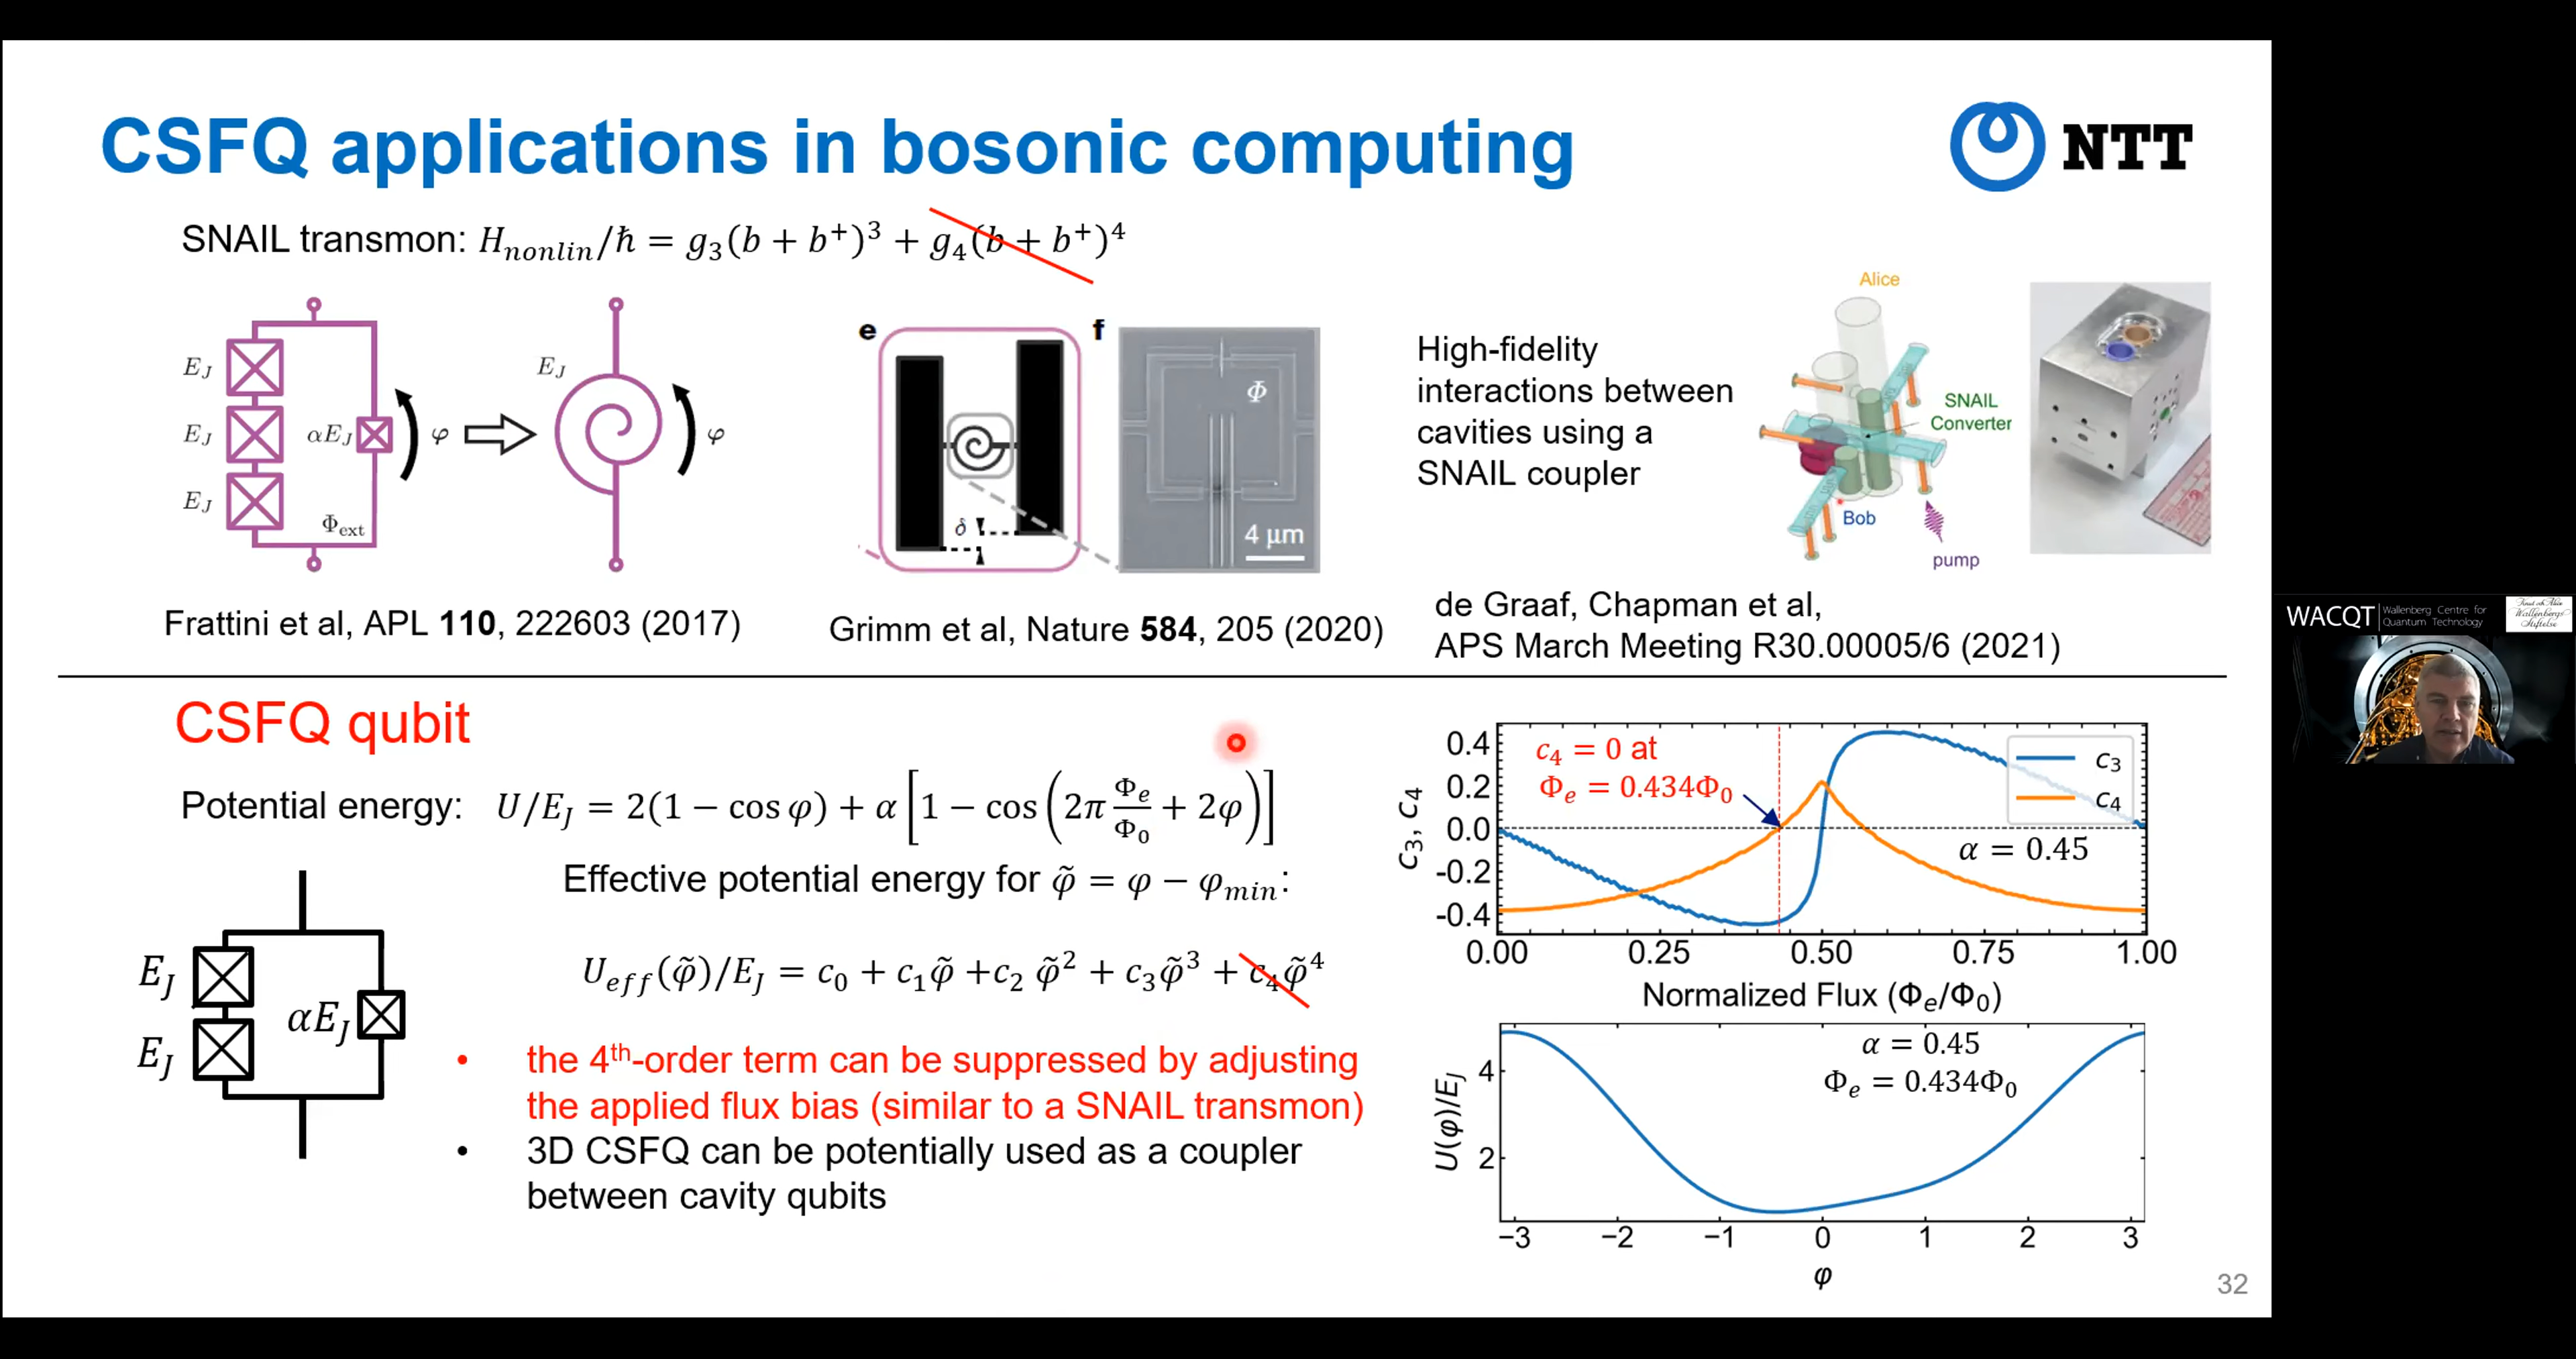 CSFQ applications in bosonic computing
NTT
SNAIL transmon: H_nonlin/ħ = g₃(b + b⁺)³ + g₄(b + b⁺)⁴
E_J
E_J
E_J
αE_J
φ
Φ_ext
E_J
φ
Frattini et al, APL 110, 222603 (2017)
e
δ
f
Φ
4 μm
Grimm et al, Nature 584, 205 (2020)
High-fidelity
interactions between
cavities using a
SNAIL coupler
Alice
SNAIL
Converter
Bob
pump
de Graaf, Chapman et al,
APS March Meeting R30.00005/6 (2021)
CSFQ qubit
Potential energy: U/E_J = 2(1 − cos φ) + α[1 − cos(2π Φ_e/Φ₀ + 2φ)]
Effective potential energy for φ̃ = φ − φ_min:
U_eff(φ̃)/E_J = c₀ + c₁φ̃ +c₂ φ̃² + c₃φ̃³ + c₄φ̃⁴
E_J
E_J
αE_J
• the 4th-order term can be suppressed by adjusting
the applied flux bias (similar to a SNAIL transmon)
• 3D CSFQ can be potentially used as a coupler
between cavity qubits
c₃, c₄
0.4
0.2
0.0
-0.2
-0.4
c₄ = 0 at
Φ_e = 0.434Φ₀
c₃
c₄
α = 0.45
0.00 0.25 0.50 0.75 1.00
Normalized Flux (Φ_e/Φ₀)
U(φ)/E_J
4
2
α = 0.45
Φ_e = 0.434Φ₀
−3 −2 −1 0 1 2 3
φ
32
WACQT
Wallenberg Centre for
Quantum Technology